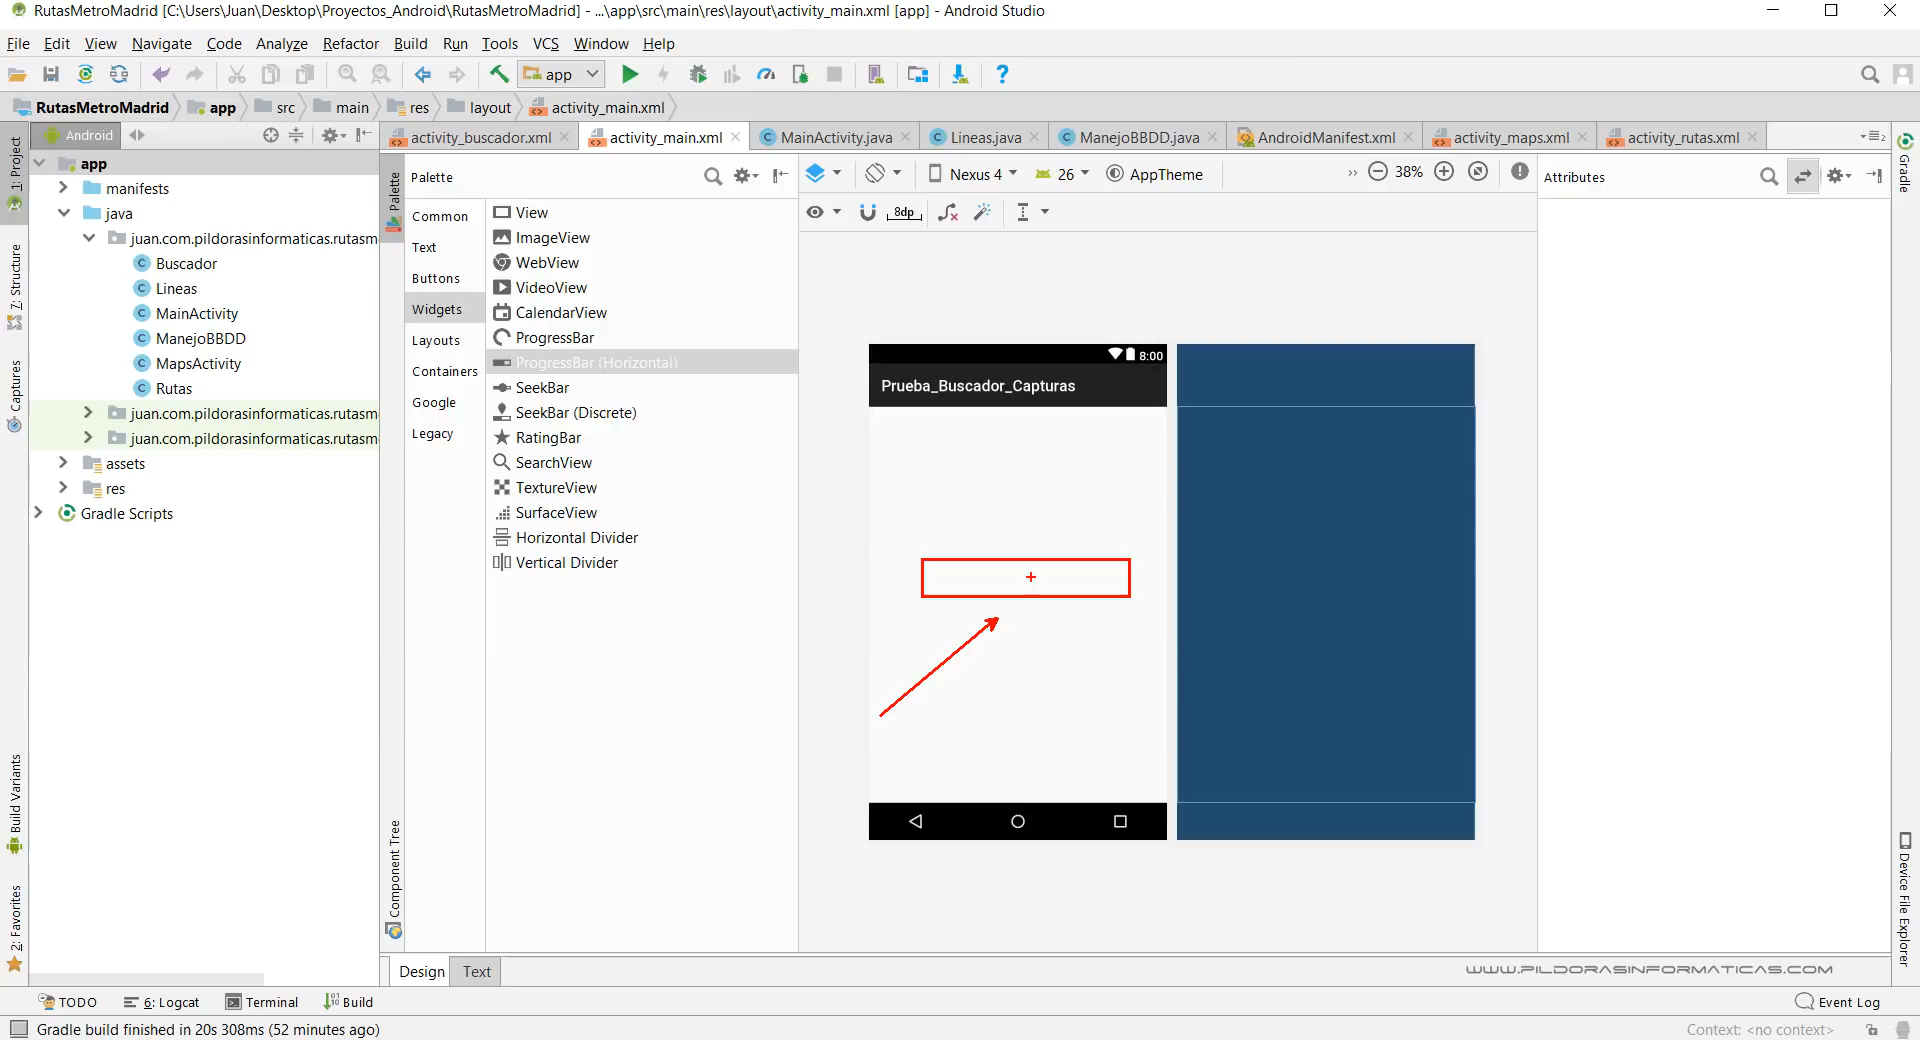 RutasMetroMadrid [C:\Users\Juan\Desktop\Proyectos_Android\RutasMetroMadrid] - ...\app\src\main\res\layout\activity_main.xml [app] - Android Studio
File Edit View Navigate Code Analyze Refactor Build Run Tools VCS Window Help
app
RutasMetroMadrid app src main res layout activity_main.xml
Android
activity_buscador.xml activity_main.xml MainActivity.java Lineas.java ManejoBBDD.java AndroidManifest.xml activity_maps.xml activity_rutas.xml
1: Project
7: Structure
Captures
Build Variants
2: Favorites
app
manifests
java
juan.com.pildorasinformaticas.rutasm
Buscador
Lineas
MainActivity
ManejoBBDD
MapsActivity
Rutas
juan.com.pildorasinformaticas.rutasm
juan.com.pildorasinformaticas.rutasm
assets
res
Gradle Scripts
Palette
Component Tree
Palette
Common
Text
Buttons
Widgets
Layouts
Containers
Google
Legacy
View
ImageView
WebView
VideoView
CalendarView
ProgressBar
ProgressBar (Horizontal)
SeekBar
SeekBar (Discrete)
RatingBar
SearchView
TextureView
SurfaceView
Horizontal Divider
Vertical Divider
Nexus 4 26 AppTheme 38%
8dp
8:00
Prueba_Buscador_Capturas
Attributes
Gradle
Device File Explorer
Design Text
WWW.PILDORASINFORMATICAS.COM
TODO 6: Logcat Terminal Build Event Log
Gradle build finished in 20s 308ms (52 minutes ago) Context: <no context>